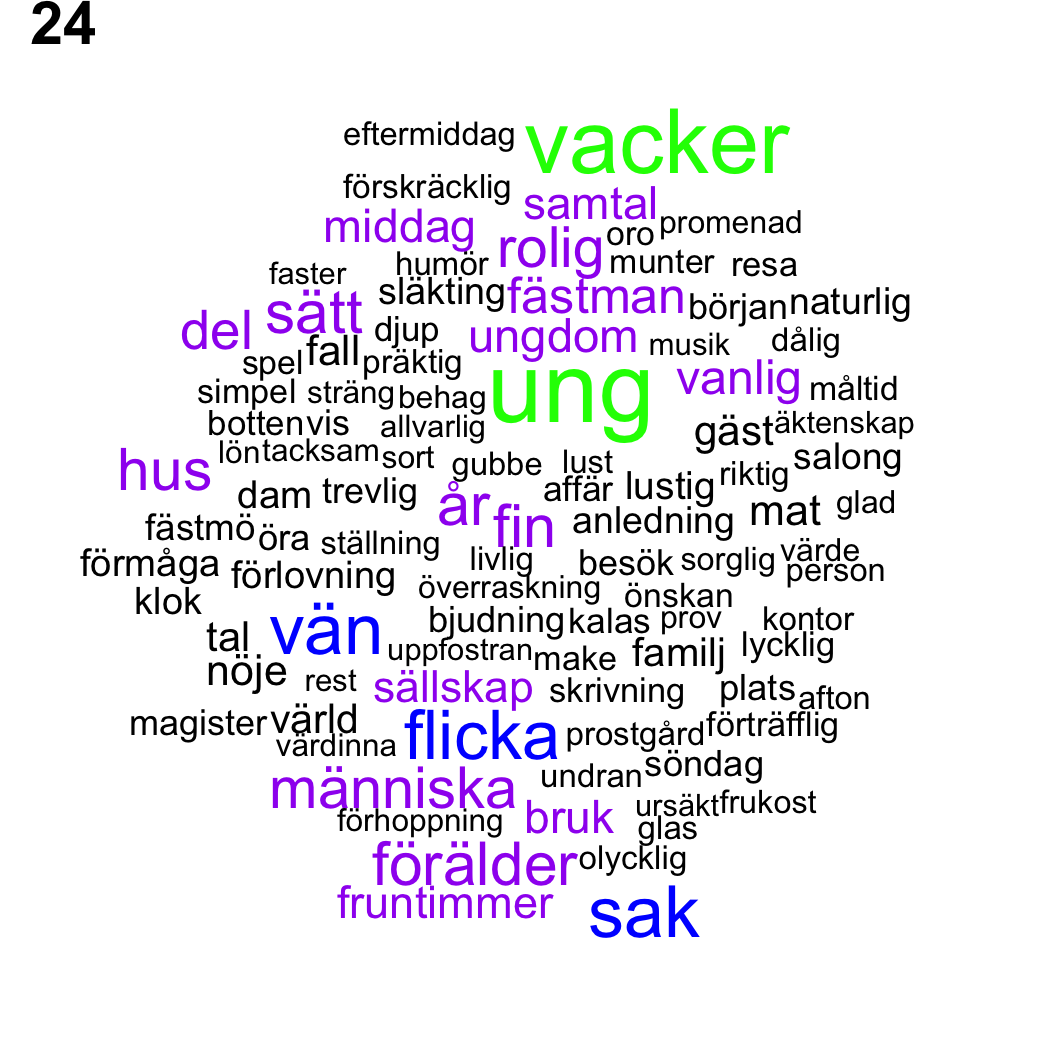 24
eftermiddag vacker
förskräcklig samtal
middag rolig oro promenad
faster humör munter resa
släkting fästman början naturlig
del sätt djup ungdom musik dålig
spel fall präktig vanlig
simpel sträng behag ung måltid
bottenvis allvarlig gäst äktenskap
hus lön tacksam sort gubbe lust riktig salong
dam trevlig år affär lustig mat glad
fästmö öra ställning fin anledning
förmåga förlovning livlig besök sorglig värde person
klok överraskning önskan
tal vän bjudning kalas prov kontor
nöje uppfostran make familj lycklig
rest sällskap skrivning plats afton
magister värld flicka prostgård förträfflig
värdinna undran söndag
människa bruk ursäkt frukost
förhoppning glas
förälder olycklig
fruntimmer sak